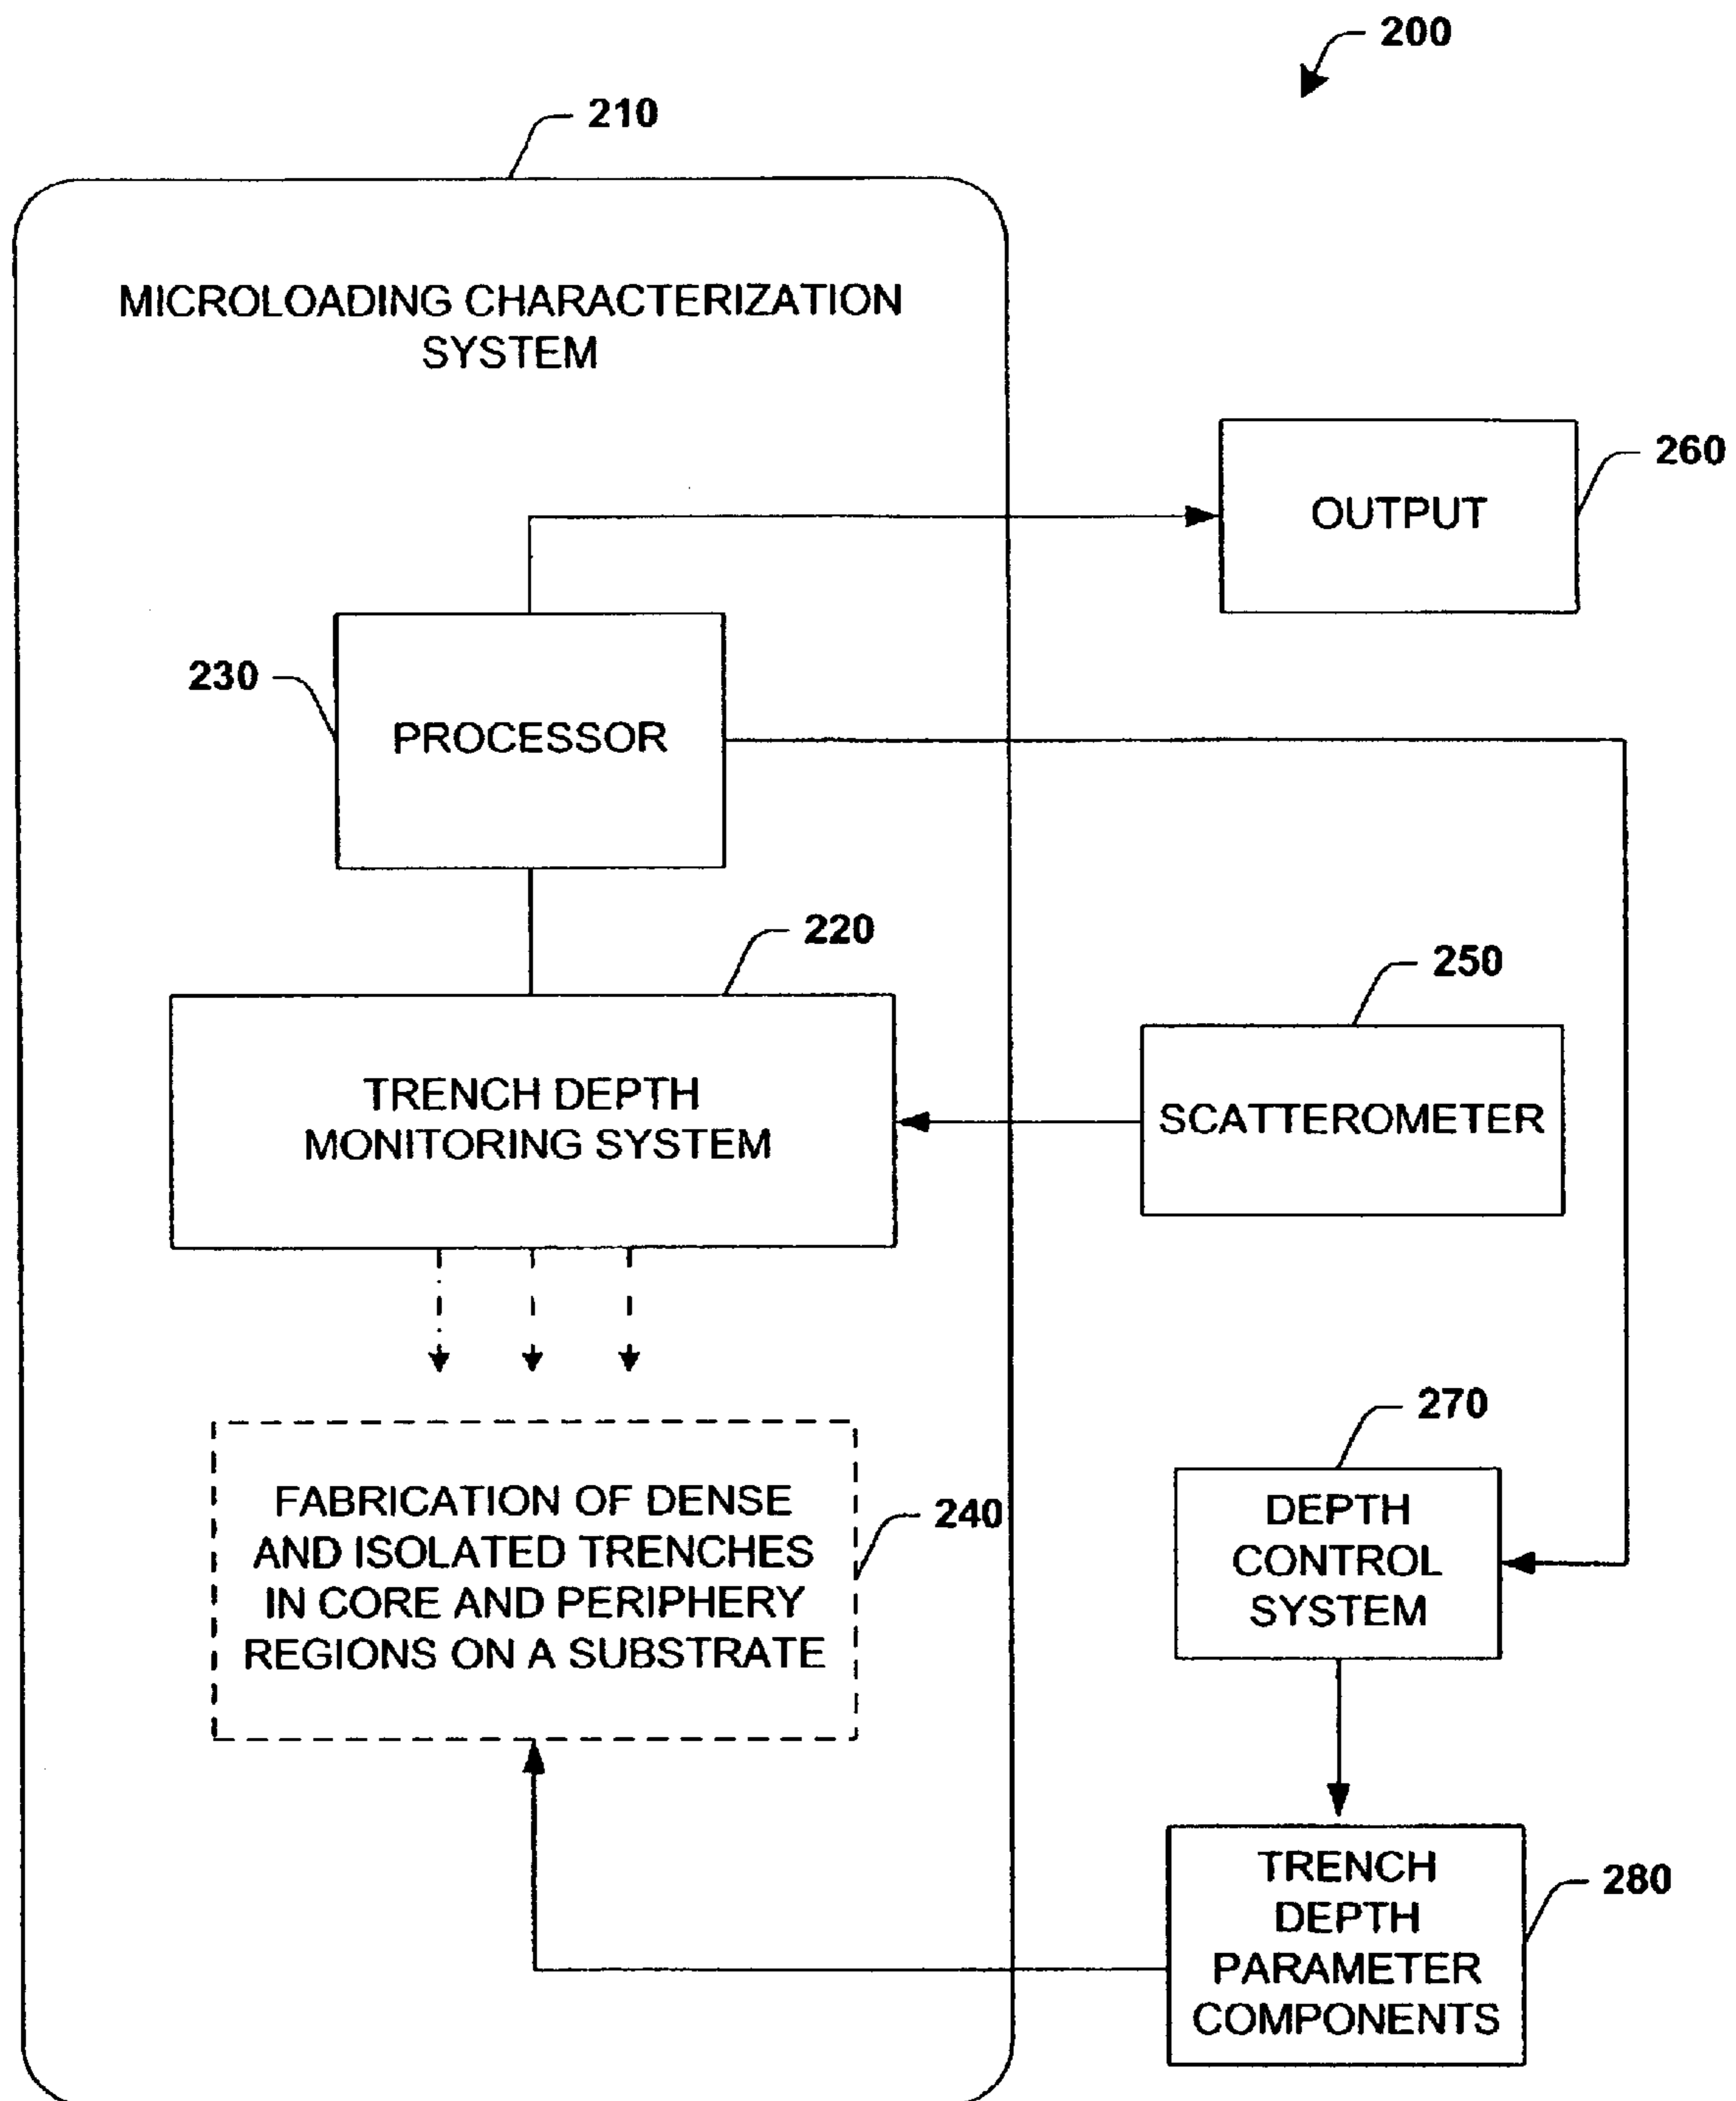 200
210
MICROLOADING CHARACTERIZATION
SYSTEM
260
OUTPUT
230
PROCESSOR
220
TRENCH DEPTH
MONITORING SYSTEM
250
SCATTEROMETER
270
DEPTH
CONTROL
SYSTEM
FABRICATION OF DENSE
AND ISOLATED TRENCHES
IN CORE AND PERIPHERY
REGIONS ON A SUBSTRATE
240
TRENCH
DEPTH
PARAMETER
COMPONENTS
280